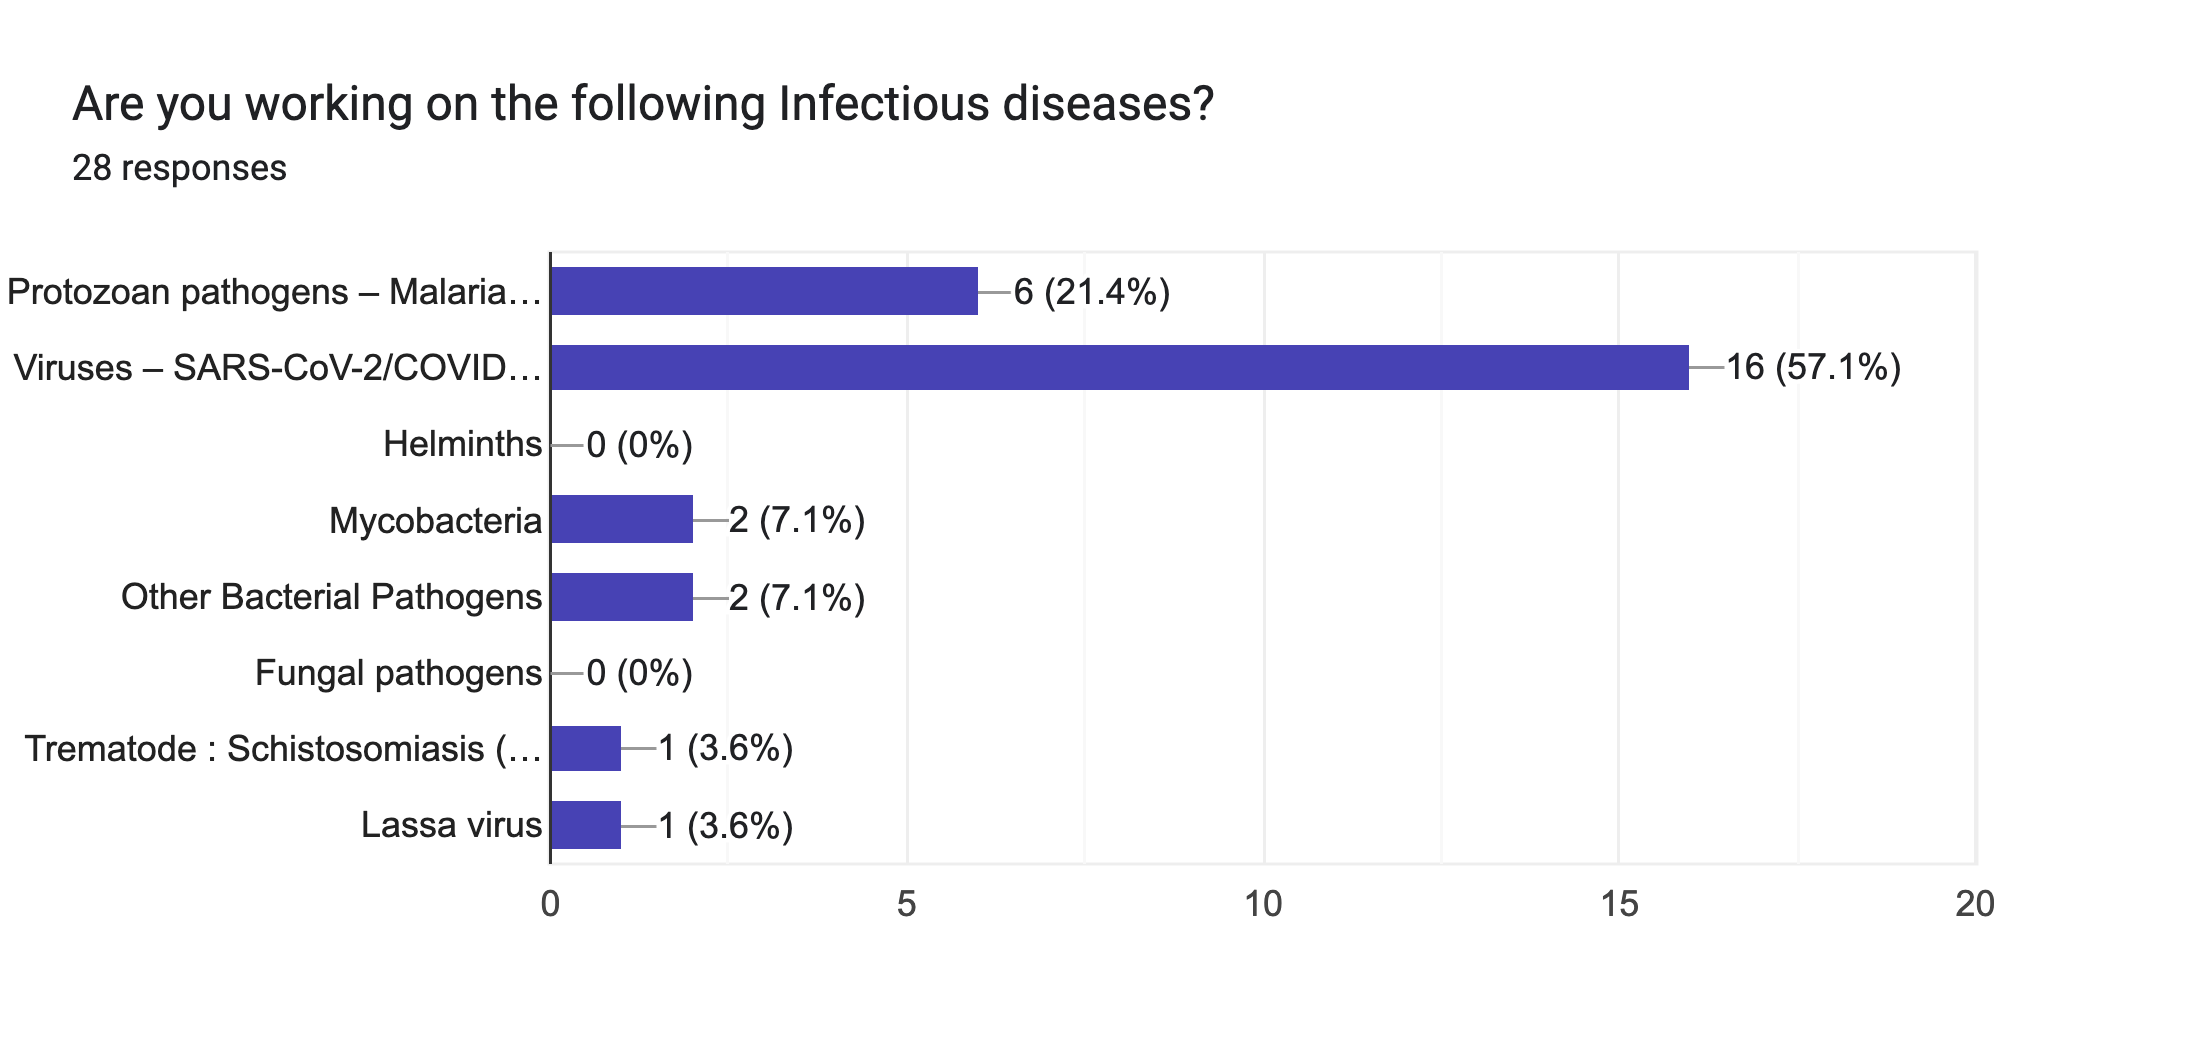 Are you working on the following Infectious diseases?
28 responses
Protozoan pathogens – Malaria… 6 (21.4%)
Viruses – SARS-CoV-2/COVID… 16 (57.1%)
Helminths 0 (0%)
Mycobacteria 2 (7.1%)
Other Bacterial Pathogens 2 (7.1%)
Fungal pathogens 0 (0%)
Trematode : Schistosomiasis (… 1 (3.6%)
Lassa virus 1 (3.6%)
0 5 10 15 20